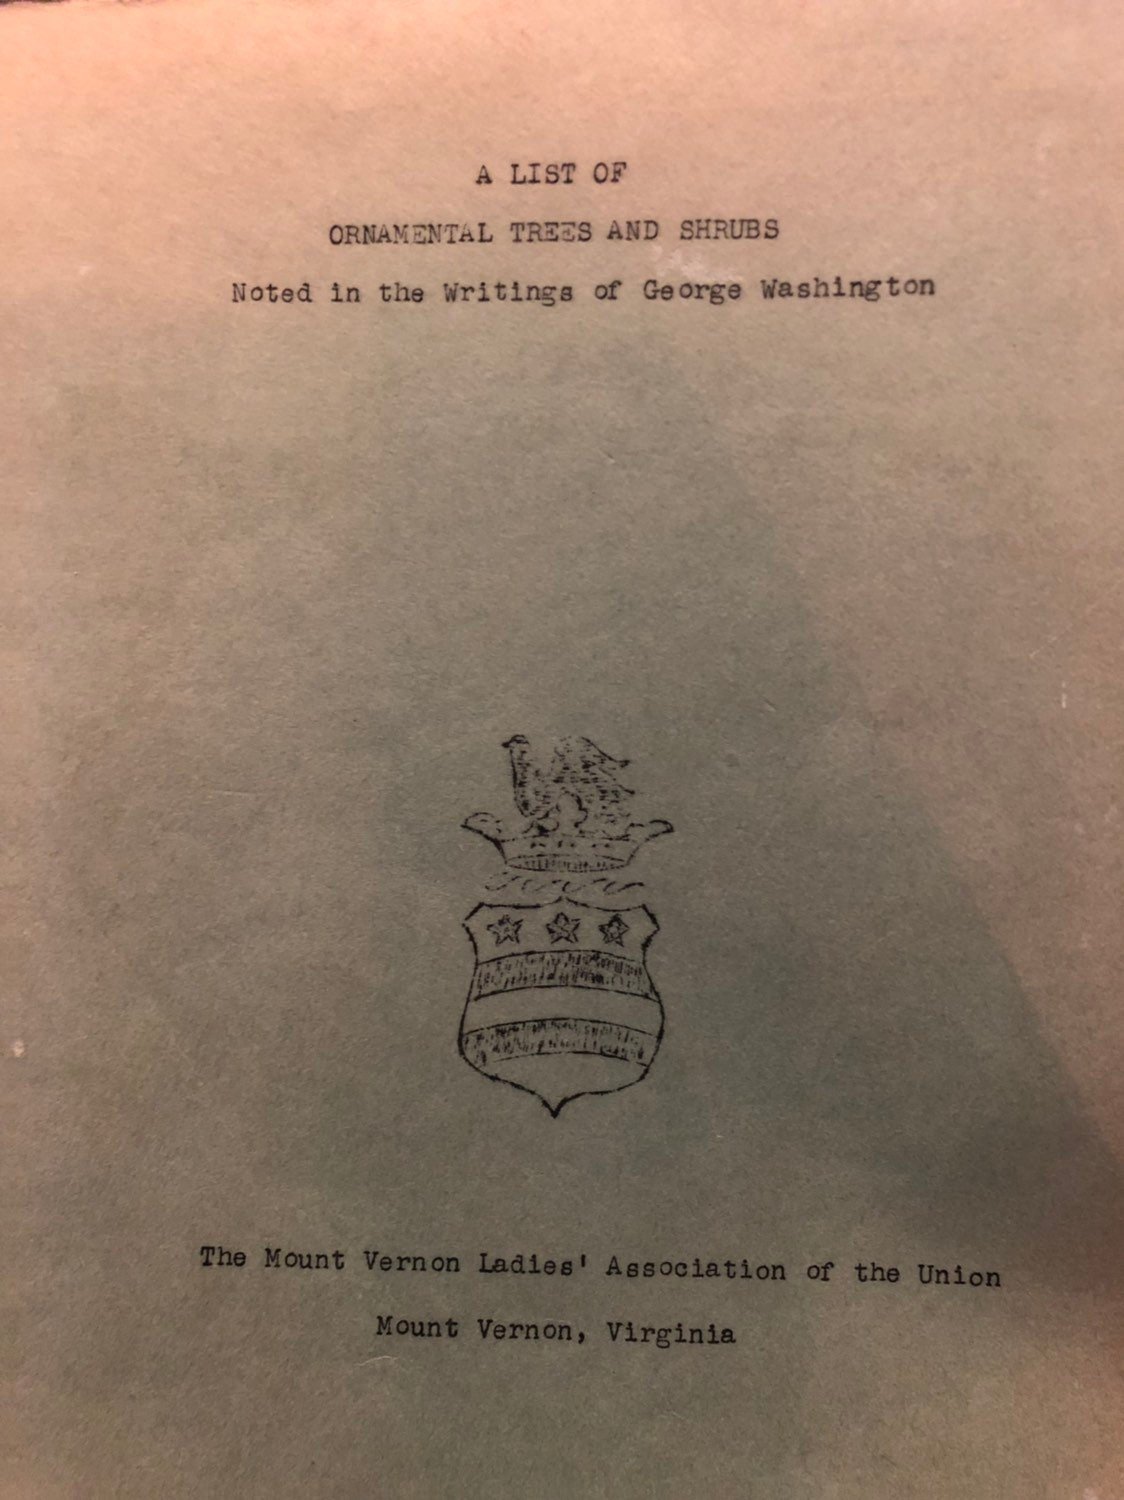 A LIST OF
ORNAMENTAL TREES AND SHRUBS
Noted in the Writings of George Washington
The Mount Vernon Ladies' Association of the Union
Mount Vernon, Virginia